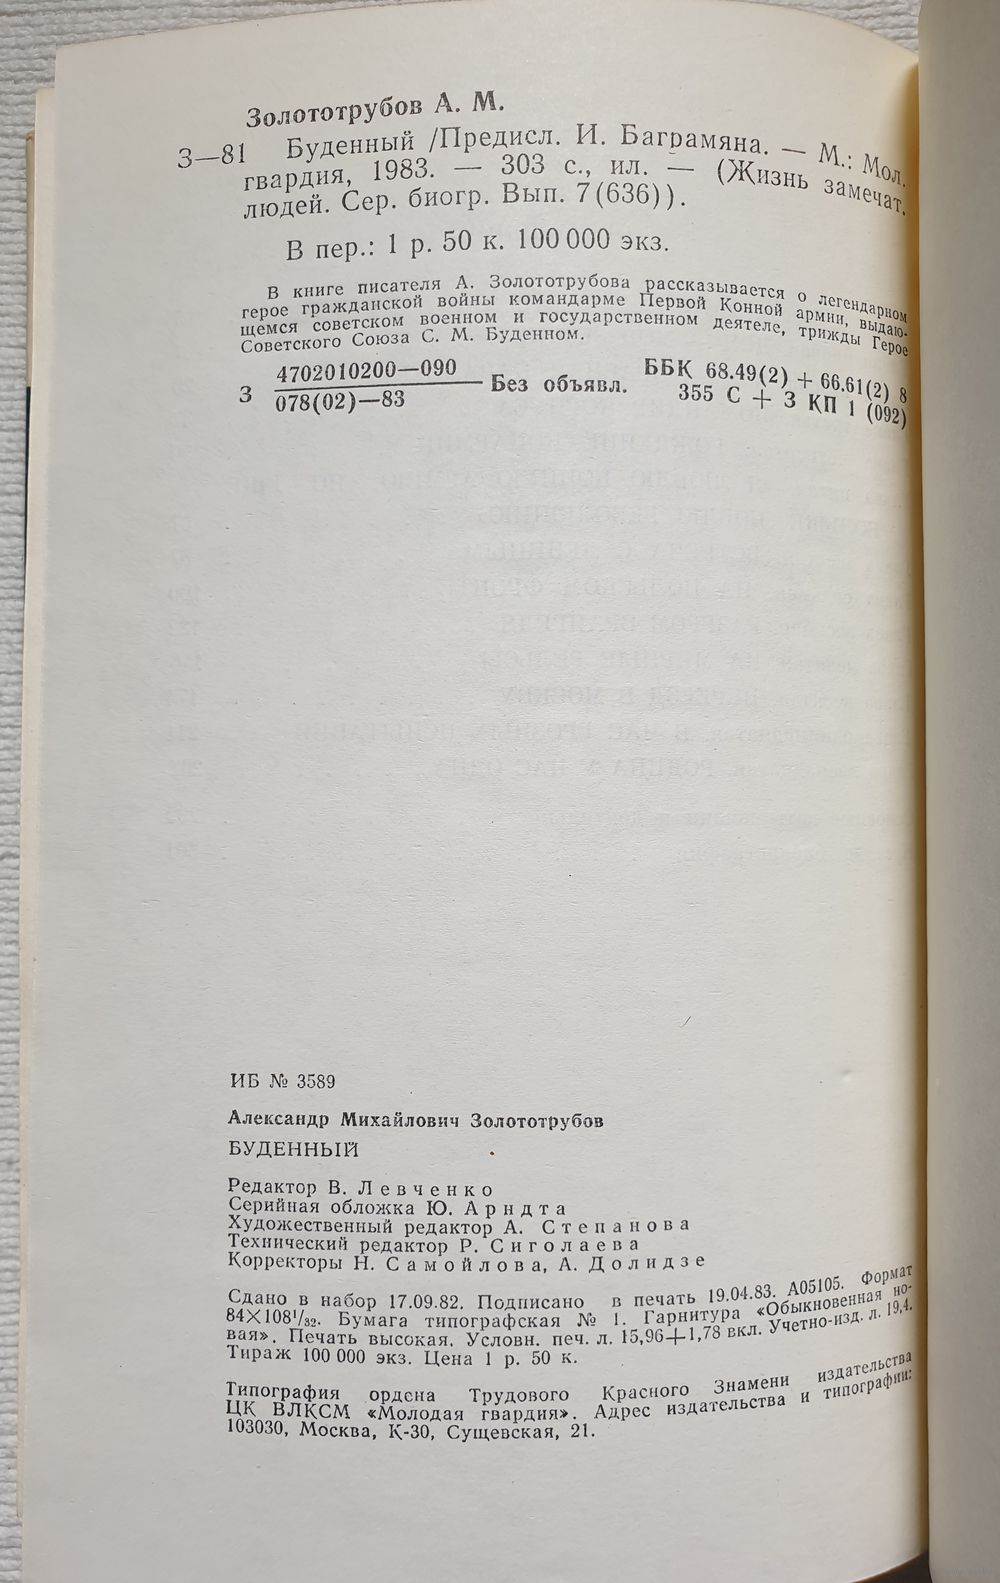 Золототрубов А. М.
З—81 Буденный /Предисл. И. Баграмяна. — М.: Мол.
гвардия, 1983. — 303 с., ил. — (Жизнь замечат.
людей. Сер. биогр. Вып. 7(636)).
В пер.: 1 р. 50 к. 100 000 экз.
В книге писателя А. Золототрубова рассказывается о легендарном
герое гражданской войны командарме Первой Конной армии, выдаю-
щемся советском военном и государственном деятеле, трижды Герое
Советского Союза С. М. Буденном.
4702010200—090
З
078(02)—83
Без объявл.
ББК 68.49(2) + 66.61(2) 8
355 С + 3 КП 1 (092)
ИБ № 3589
Александр Михайлович Золототрубов
БУДЕННЫЙ
Редактор В. Левченко
Серийная обложка Ю. Арндта
Художественный редактор А. Степанова
Технический редактор Р. Сиголаева
Корректоры Н. Самойлова, А. Долидзе
Сдано в набор 17.09.82. Подписано в печать 19.04.83. А05105. Формат
84×108¹/₃₂. Бумага типографская № 1. Гарнитура «Обыкновенная но-
вая». Печать высокая. Условн. печ. л. 15,96+1,78 вкл. Учетно-изд. л. 19,4.
Тираж 100 000 экз. Цена 1 р. 50 к.
Типография ордена Трудового Красного Знамени издательства
ЦК ВЛКСМ «Молодая гвардия». Адрес издательства и типографии:
103030, Москва, К-30, Сущевская, 21.